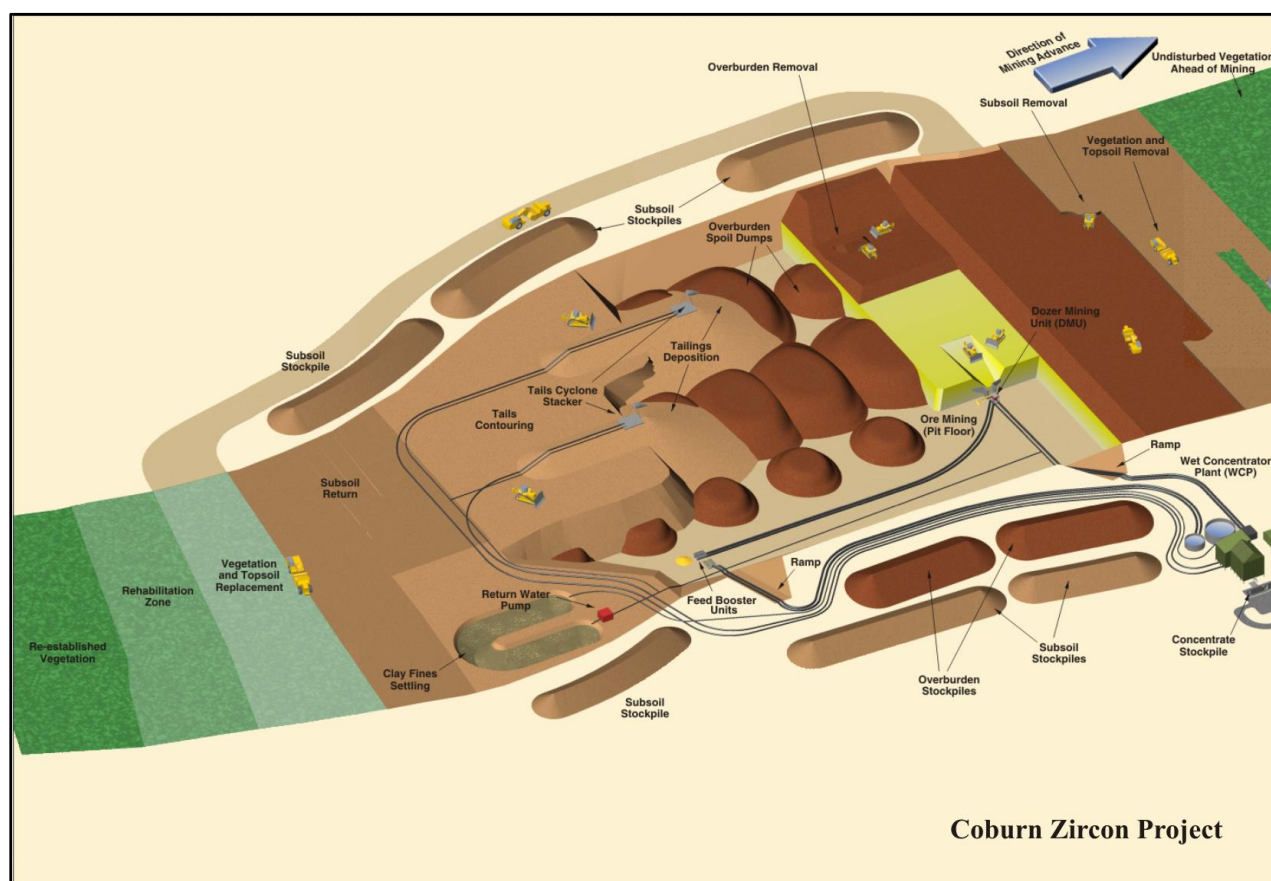 Direction of
Mining Advance
Undisturbed Vegetation
Ahead of Mining
Overburden Removal
Subsoil Removal
Vegetation and
Topsoil Removal
Subsoil
Stockpiles
Overburden
Spoil Dumps
Dozer Mining
Unit (DMU)
Subsoil
Stockpile
Tailings
Deposition
Tails Cyclone
Stacker
Tails
Contouring
Ore Mining
(Pit Floor)
Ramp
Wet Concentrator
Plant (WCP)
Subsoil
Return
Vegetation
and Topsoil
Replacement
Rehabilitation
Zone
Re-established
Vegetation
Return Water
Pump
Feed Booster
Units
Ramp
Clay Fines
Settling
Subsoil
Stockpile
Overburden
Stockpiles
Subsoil
Stockpiles
Concentrate
Stockpile
Coburn Zircon Project